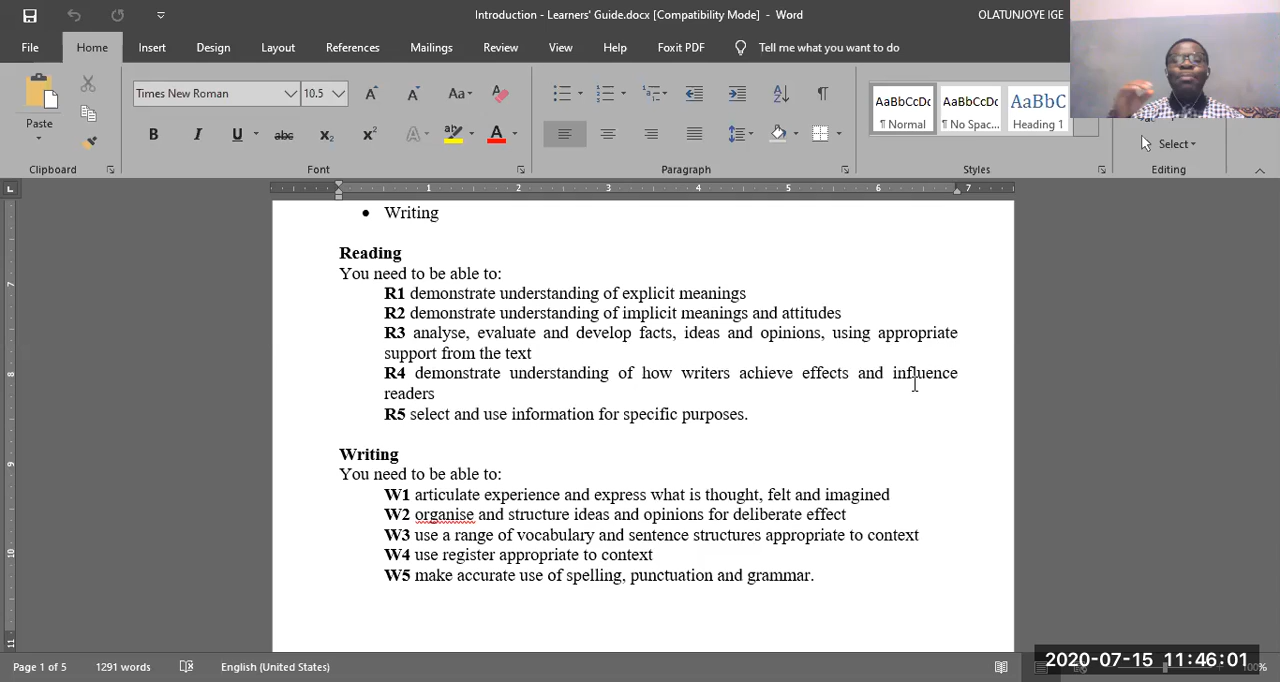 Introduction - Learners' Guide.docx [Compatibility Mode] - Word
OLATUNJOYE IGE
File Home Insert Design Layout References Mailings Review View Help Foxit PDF Tell me what you want to do
Paste
Times New Roman 10.5
Aa
AaBbCcDc AaBbCcDc AaBbC
¶ Normal ¶ No Spac... Heading 1
Select
Clipboard Font Paragraph Styles Editing
1 2 3 4 5 6 7
• Writing
Reading
You need to be able to:
R1 demonstrate understanding of explicit meanings
R2 demonstrate understanding of implicit meanings and attitudes
R3 analyse, evaluate and develop facts, ideas and opinions, using appropriate
support from the text
R4 demonstrate understanding of how writers achieve effects and influence
readers
R5 select and use information for specific purposes.
Writing
You need to be able to:
W1 articulate experience and express what is thought, felt and imagined
W2 organise and structure ideas and opinions for deliberate effect
W3 use a range of vocabulary and sentence structures appropriate to context
W4 use register appropriate to context
W5 make accurate use of spelling, punctuation and grammar.
Page 1 of 5 1291 words English (United States)
2020-07-15 11:46:01